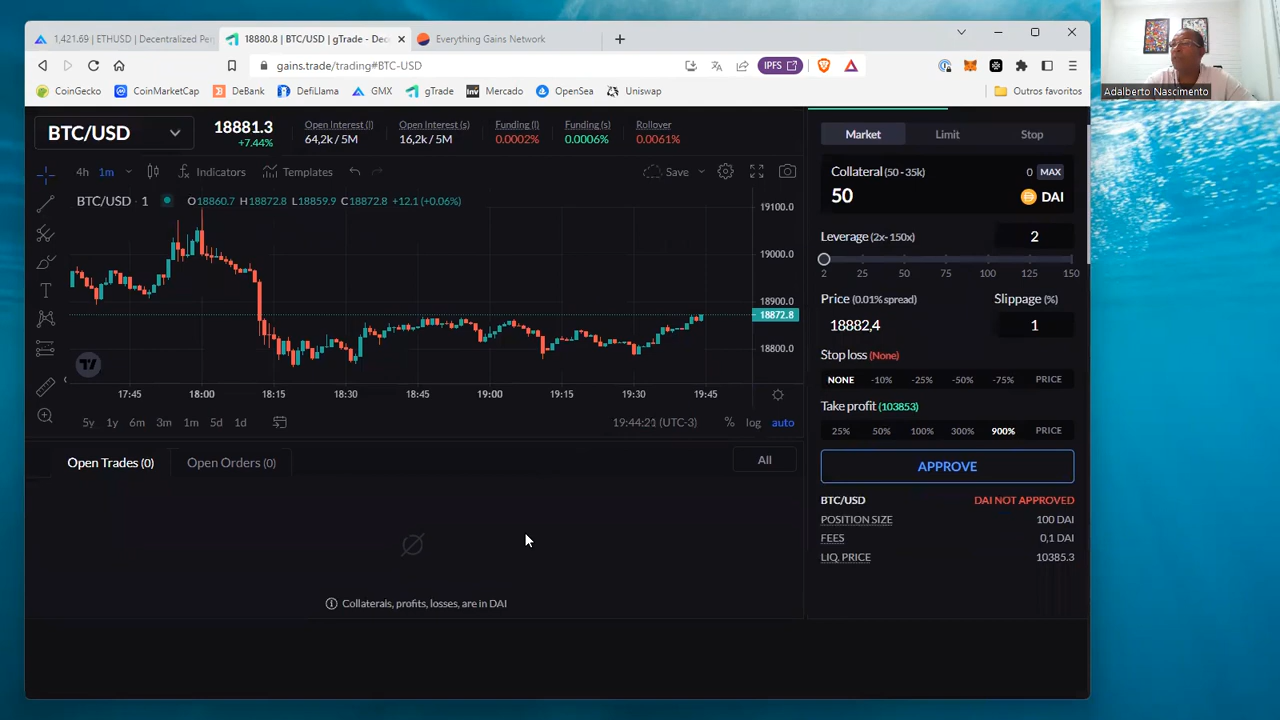 1,421.69 | ETHUSD | Decentralized Per
18880.8 | BTC/USD | gTrade - Dec
Everything Gains Network
gains.trade/trading#BTC-USD
IPFS
CoinGecko
CoinMarketCap
DeBank
DefiLlama
GMX
gTrade
Mercado
OpenSea
Uniswap
Outros favoritos
Adalberto Nascimento
BTC/USD
18881.3
+7.44%
Open Interest (l)
64,2k / 5M
Open Interest (s)
16,2k / 5M
Funding (l)
0.0002%
Funding (s)
0.0006%
Rollover
0.0061%
4h 1m
Indicators
Templates
Save
BTC/USD · 1
O18860.7 H18872.8 L18859.9 C18872.8 +12.1 (+0.06%)
19100.0
19000.0
18900.0
18872.8
18800.0
17:45 18:00 18:15 18:30 18:45 19:00 19:15 19:30 19:45
5y 1y 6m 3m 1m 5d 1d
19:44:21 (UTC-3)
% log auto
Open Trades (0)
Open Orders (0)
All
Collaterals, profits, losses, are in DAI
Market Limit Stop
Collateral (50 - 35k)
0 MAX
50
DAI
Leverage (2x- 150x)
2
2 25 50 75 100 125 150
Price (0.01% spread)
Slippage (%)
18882,4
1
Stop loss (None)
NONE -10% -25% -50% -75% PRICE
Take profit (103853)
25% 50% 100% 300% 900% PRICE
APPROVE
BTC/USD
DAI NOT APPROVED
POSITION SIZE
100 DAI
FEES
0,1 DAI
LIQ. PRICE
10385.3